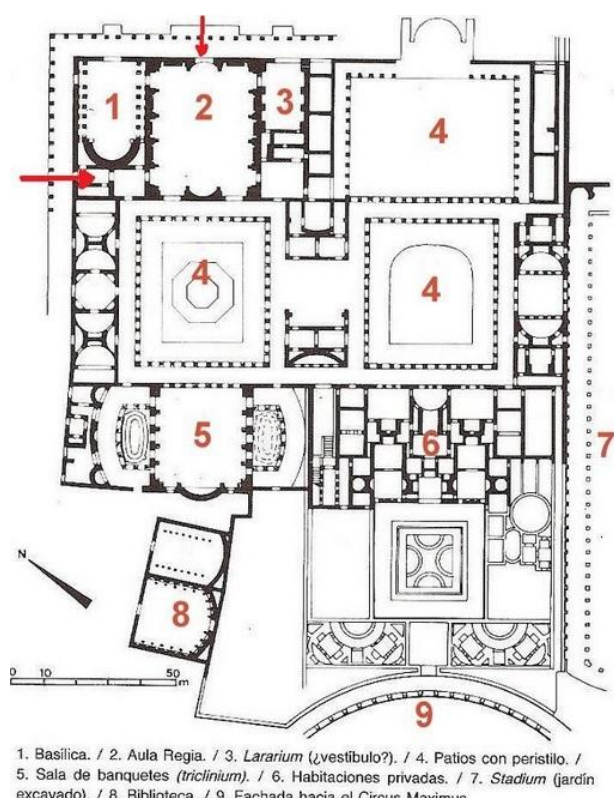 1
2
3
4
4
4
5
6
7
N
8
0 10 50
m
9
1. Basílica. / 2. Aula Regia. / 3. Lararium (¿vestíbulo?). / 4. Patios con peristilo. /
5. Sala de banquetes (triclinium). / 6. Habitaciones privadas. / 7. Stadium (jardín
excavado). / 8. Biblioteca. / 9. Fachada hacia el Circus Maximus.